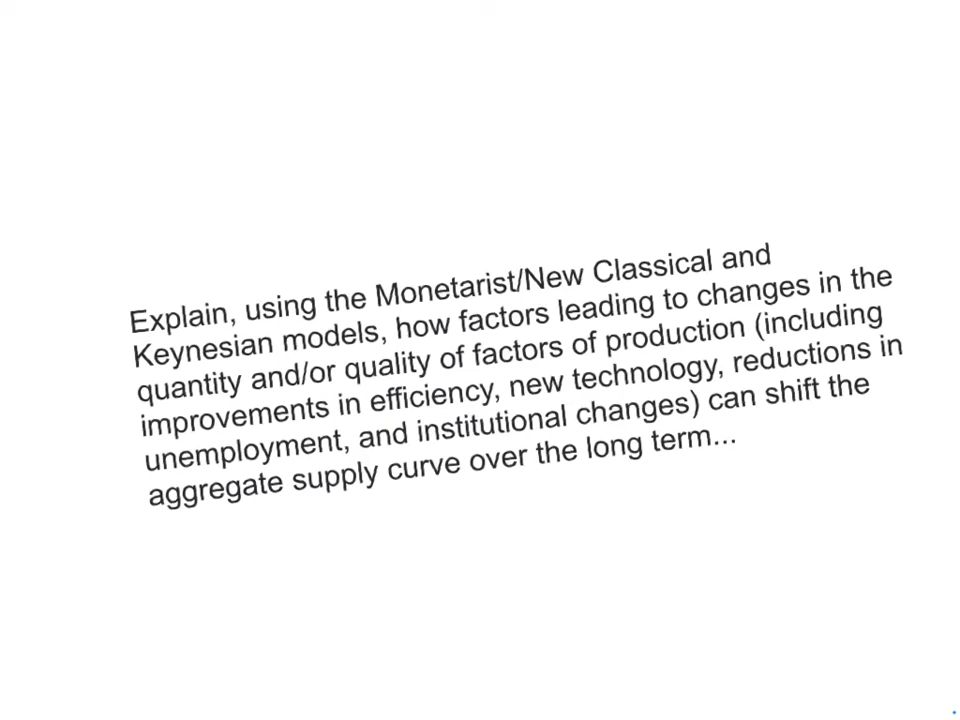 Explain, using the Monetarist/New Classical and
Keynesian models, how factors leading to changes in the
quantity and/or quality of factors of production (including
improvements in efficiency, new technology, reductions in
unemployment, and institutional changes) can shift the
aggregate supply curve over the long term...